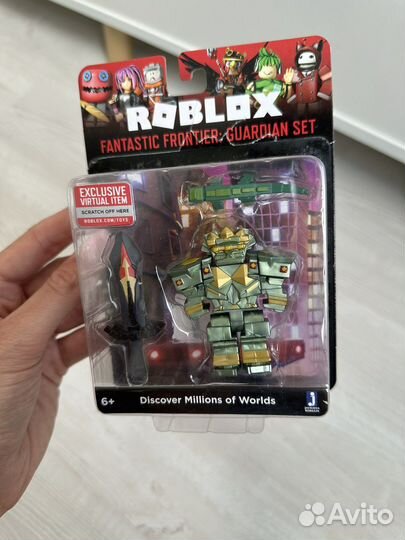 ROBLOX
FANTASTIC FRONTIER: GUARDIAN SET
EXCLUSIVE
VIRTUAL ITEM
SCRATCH OFF HERE
ROBLOX.COM/TOYS
6+
Discover Millions of Worlds
Avito